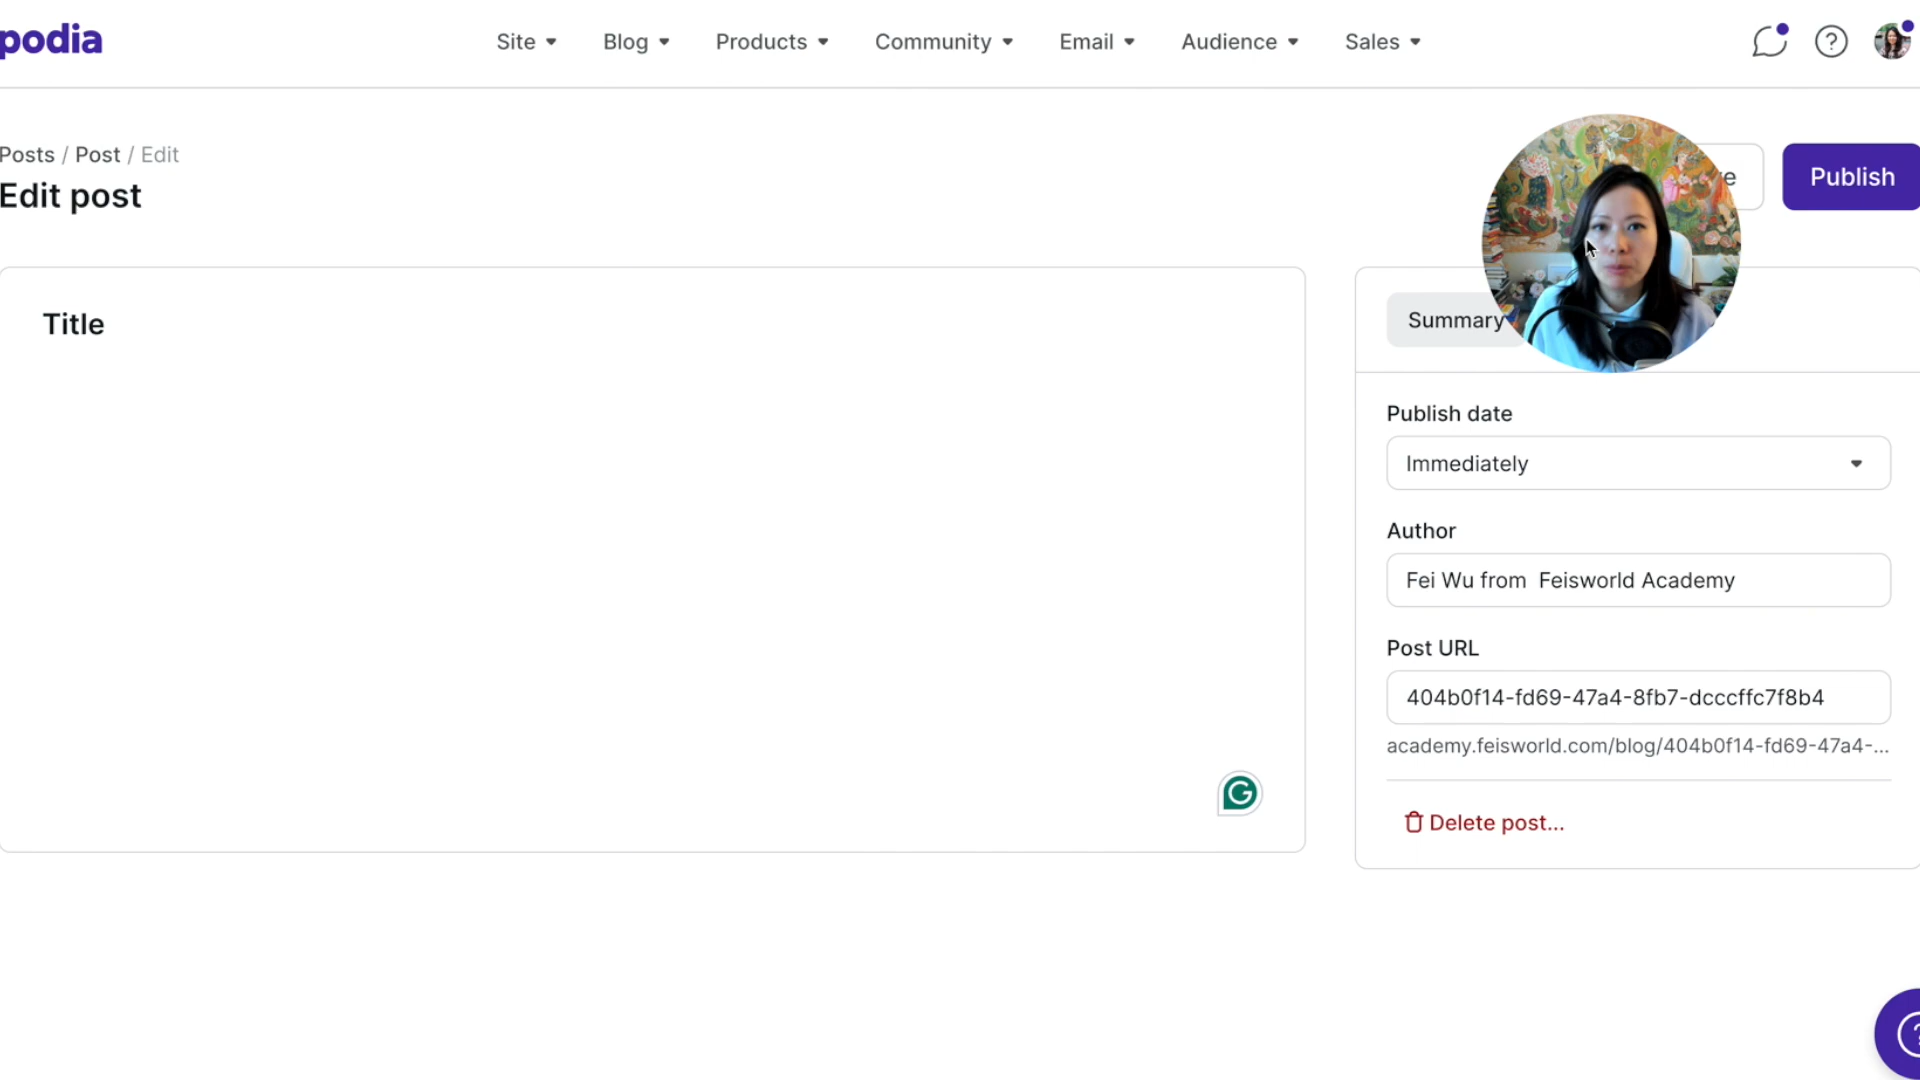 podia
Site
Blog
Products
Community
Email
Audience
Sales
Posts / Post / Edit
Edit post
Publish
Title
Summary
Publish date
Immediately
Author
Fei Wu from  Feisworld Academy
Post URL
404b0f14-fd69-47a4-8fb7-dcccffc7f8b4
academy.feisworld.com/blog/404b0f14-fd69-47a4-...
Delete post...